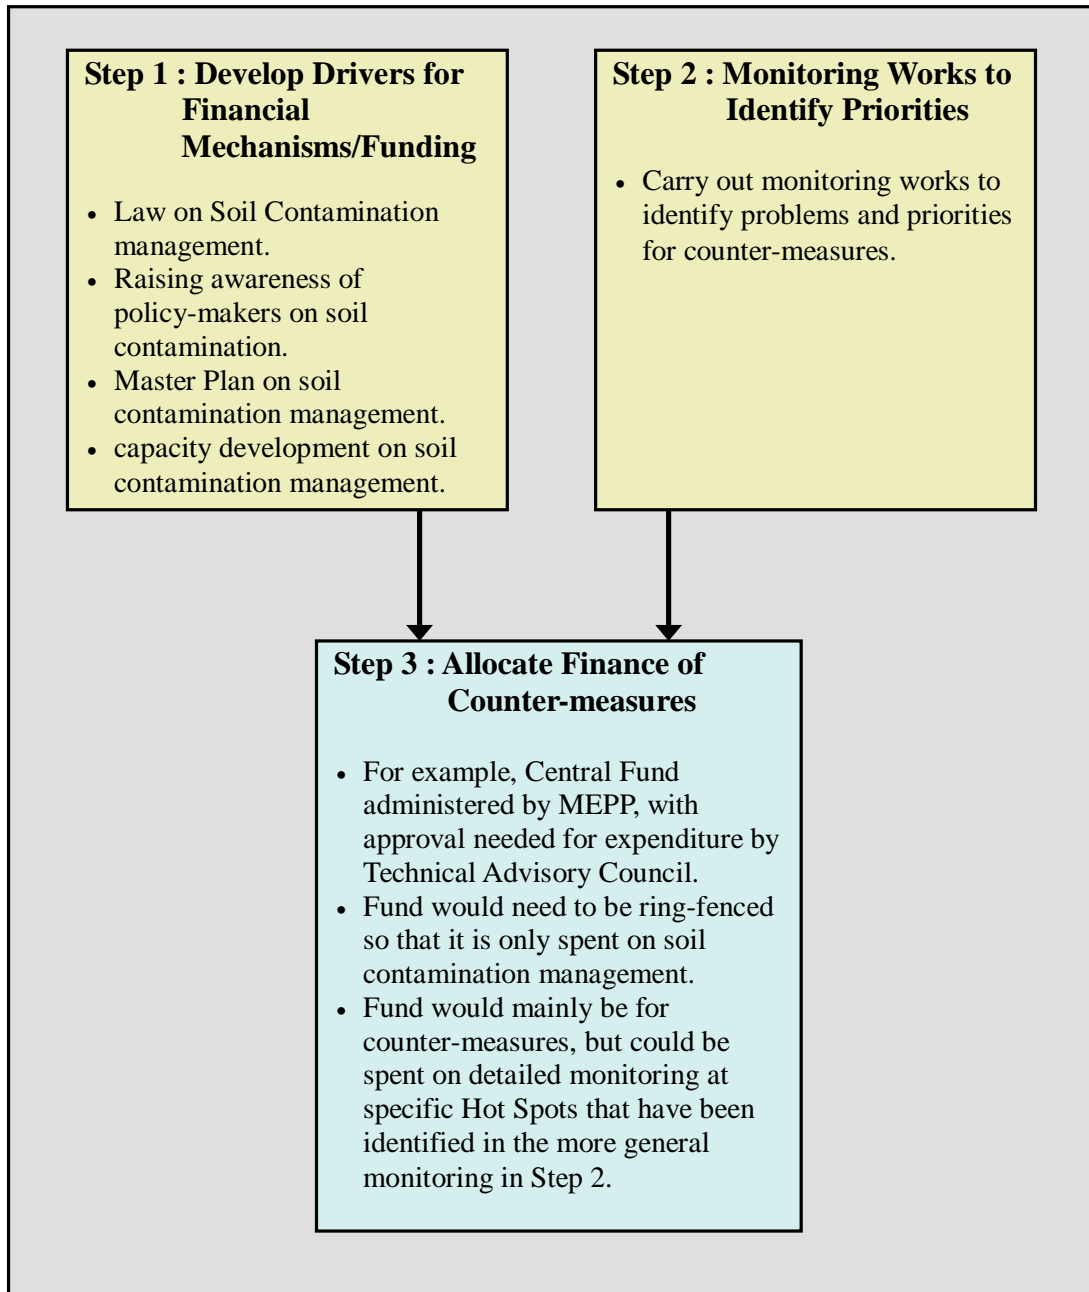 Step 1 : Develop Drivers for
Financial
Mechanisms/Funding
• Law on Soil Contamination
management.
• Raising awareness of
policy-makers on soil
contamination.
• Master Plan on soil
contamination management.
• capacity development on soil
contamination management.
Step 2 : Monitoring Works to
Identify Priorities
• Carry out monitoring works to
identify problems and priorities
for counter-measures.
Step 3 : Allocate Finance of
Counter-measures
• For example, Central Fund
administered by MEPP, with
approval needed for expenditure by
Technical Advisory Council.
• Fund would need to be ring-fenced
so that it is only spent on soil
contamination management.
• Fund would mainly be for
counter-measures, but could be
spent on detailed monitoring at
specific Hot Spots that have been
identified in the more general
monitoring in Step 2.